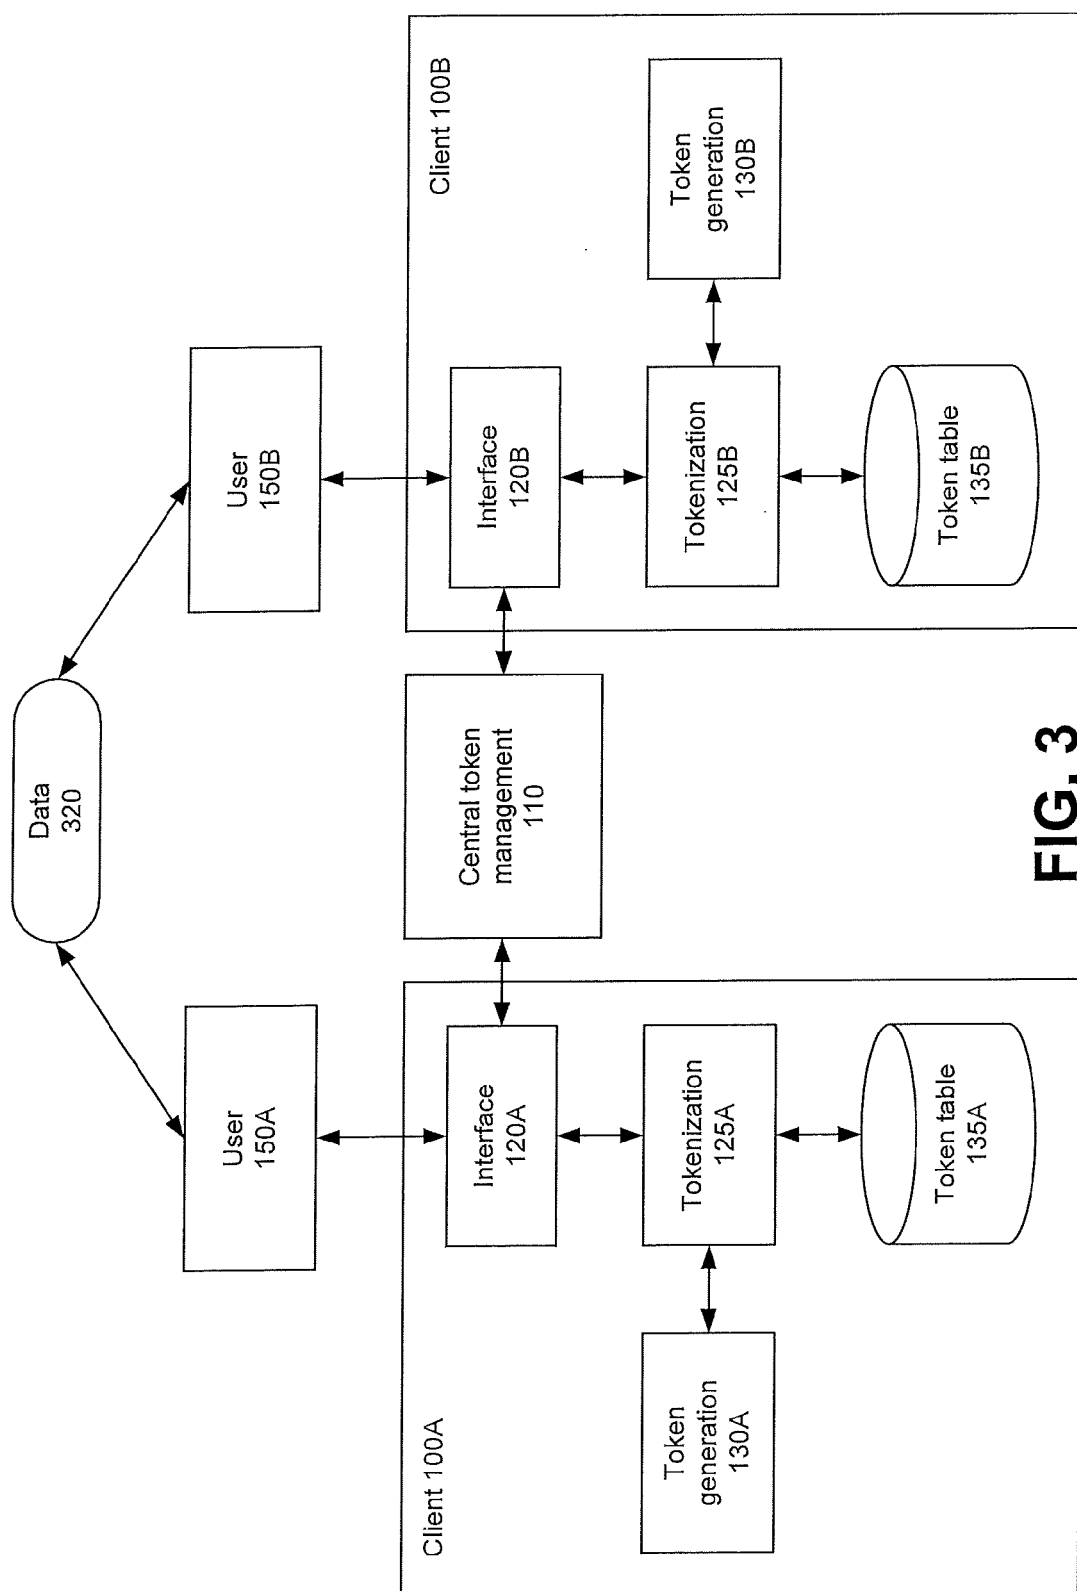 Data
320
User
150A
User
150B
Client 100A
Client 100B
Interface
120A
Central token
management
110
Interface
120B
Token
generation
130A
Tokenization
125A
Tokenization
125B
Token
generation
130B
Token table
135A
Token table
135B
FIG. 3